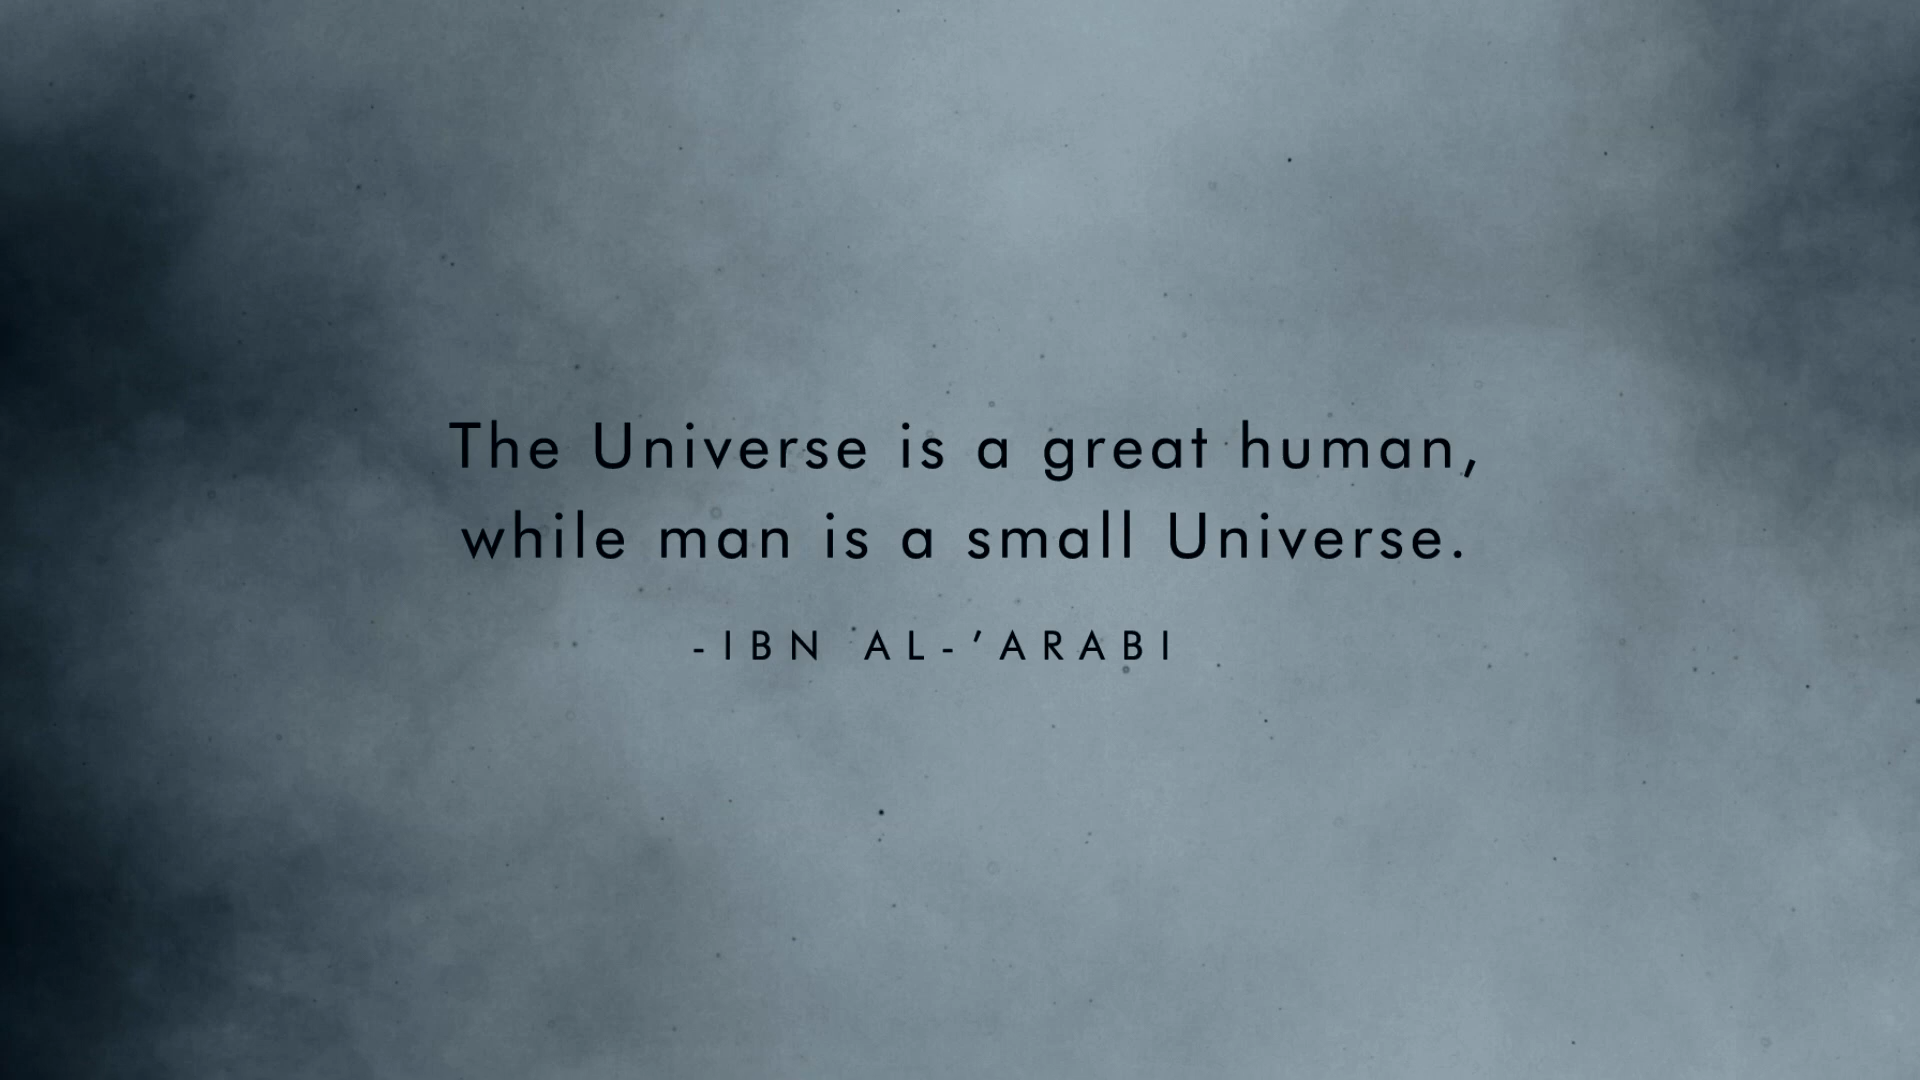 The Universe is a great human,
while man is a small Universe.
-IBN AL-’ARABI